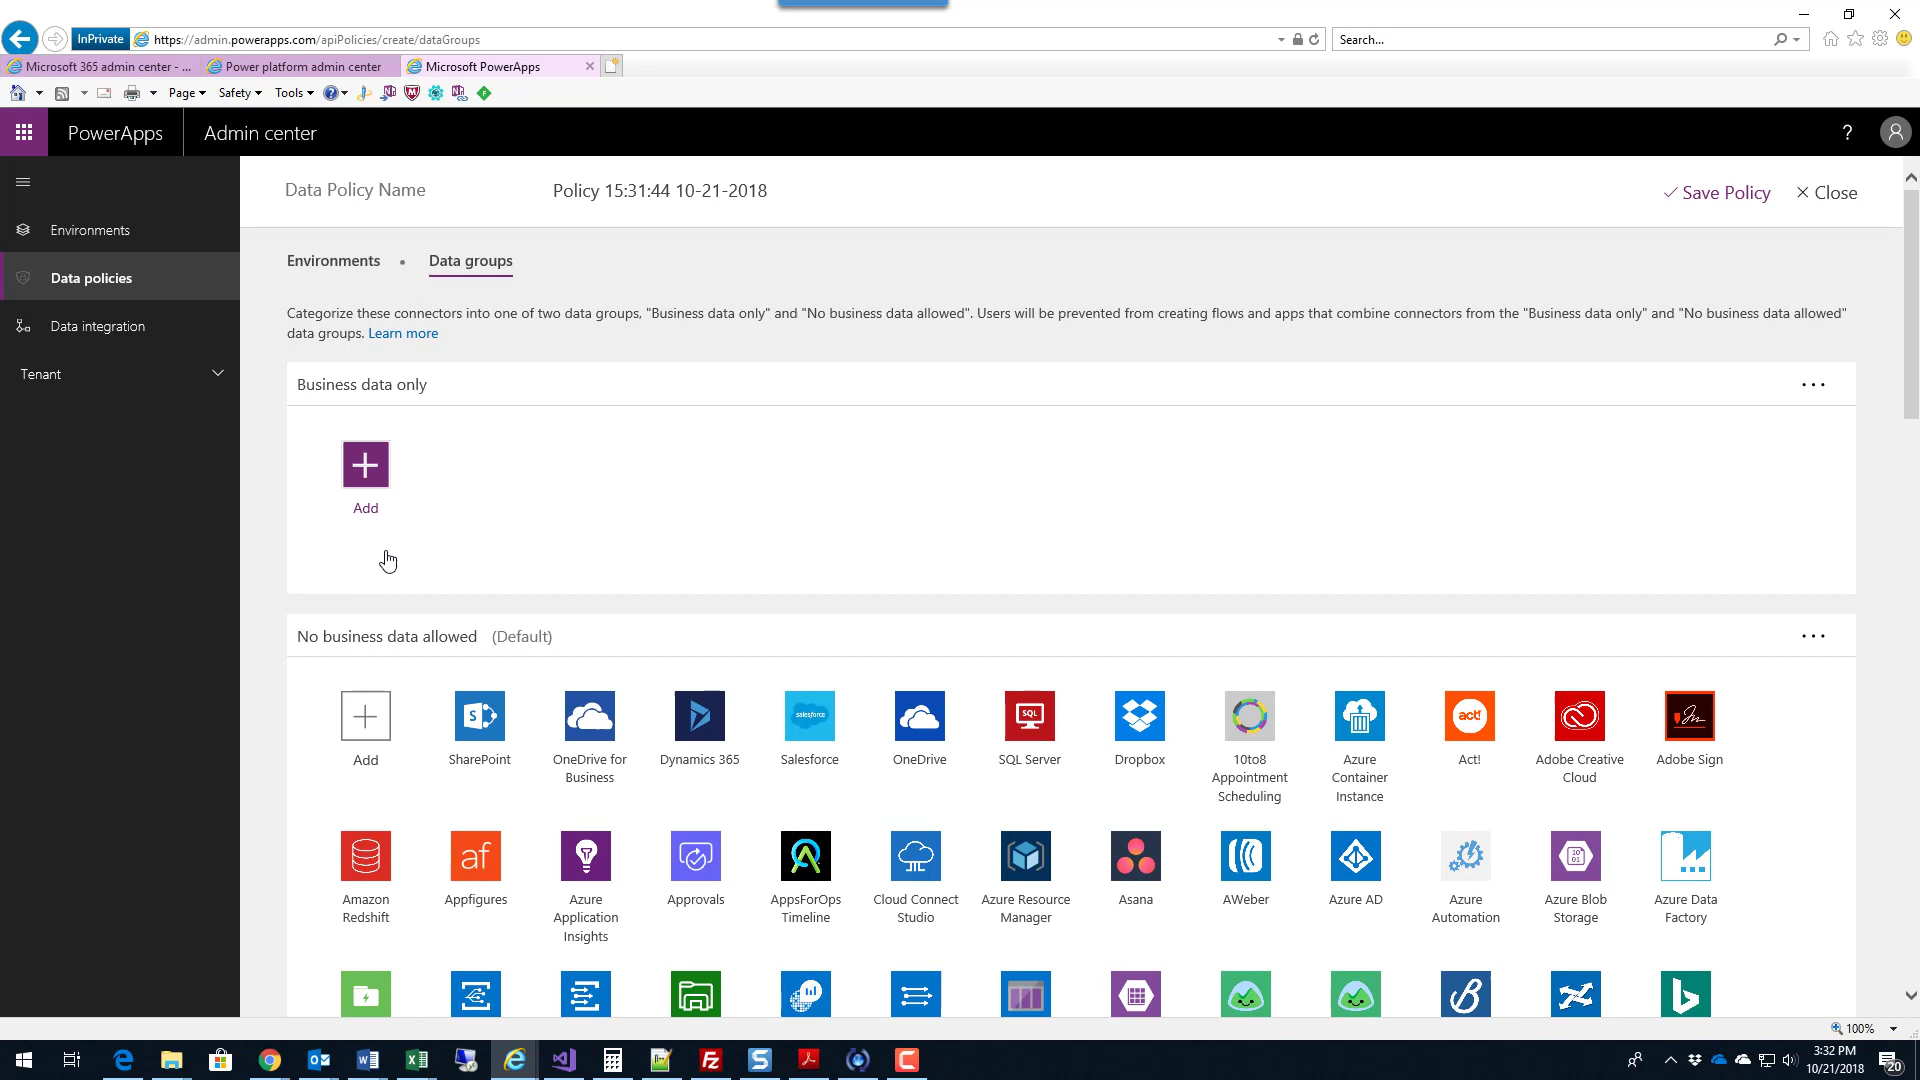 InPrivate https://admin.powerapps.com/apiPolicies/create/dataGroups Search...
Microsoft 365 admin center - ... Power platform admin center Microsoft PowerApps
Page Safety Tools
PowerApps Admin center ?
Data Policy Name Policy 15:31:44 10-21-2018 Save Policy Close
Environments
Data policies
Data integration
Tenant
Environments • Data groups
Categorize these connectors into one of two data groups, "Business data only" and "No business data allowed". Users will be prevented from creating flows and apps that combine connectors from the "Business data only" and "No business data allowed"
data groups. Learn more
Business data only ...
Add
No business data allowed (Default) ...
Add SharePoint OneDrive for Business Dynamics 365 Salesforce OneDrive SQL Server Dropbox 10to8 Appointment Scheduling Azure Container Instance Act! Adobe Creative Cloud Adobe Sign
Amazon Redshift Appfigures Azure Application Insights Approvals AppsForOps Timeline Cloud Connect Studio Azure Resource Manager Asana AWeber Azure AD Azure Automation Azure Blob Storage Azure Data Factory
100%
3:32 PM
10/21/2018
20